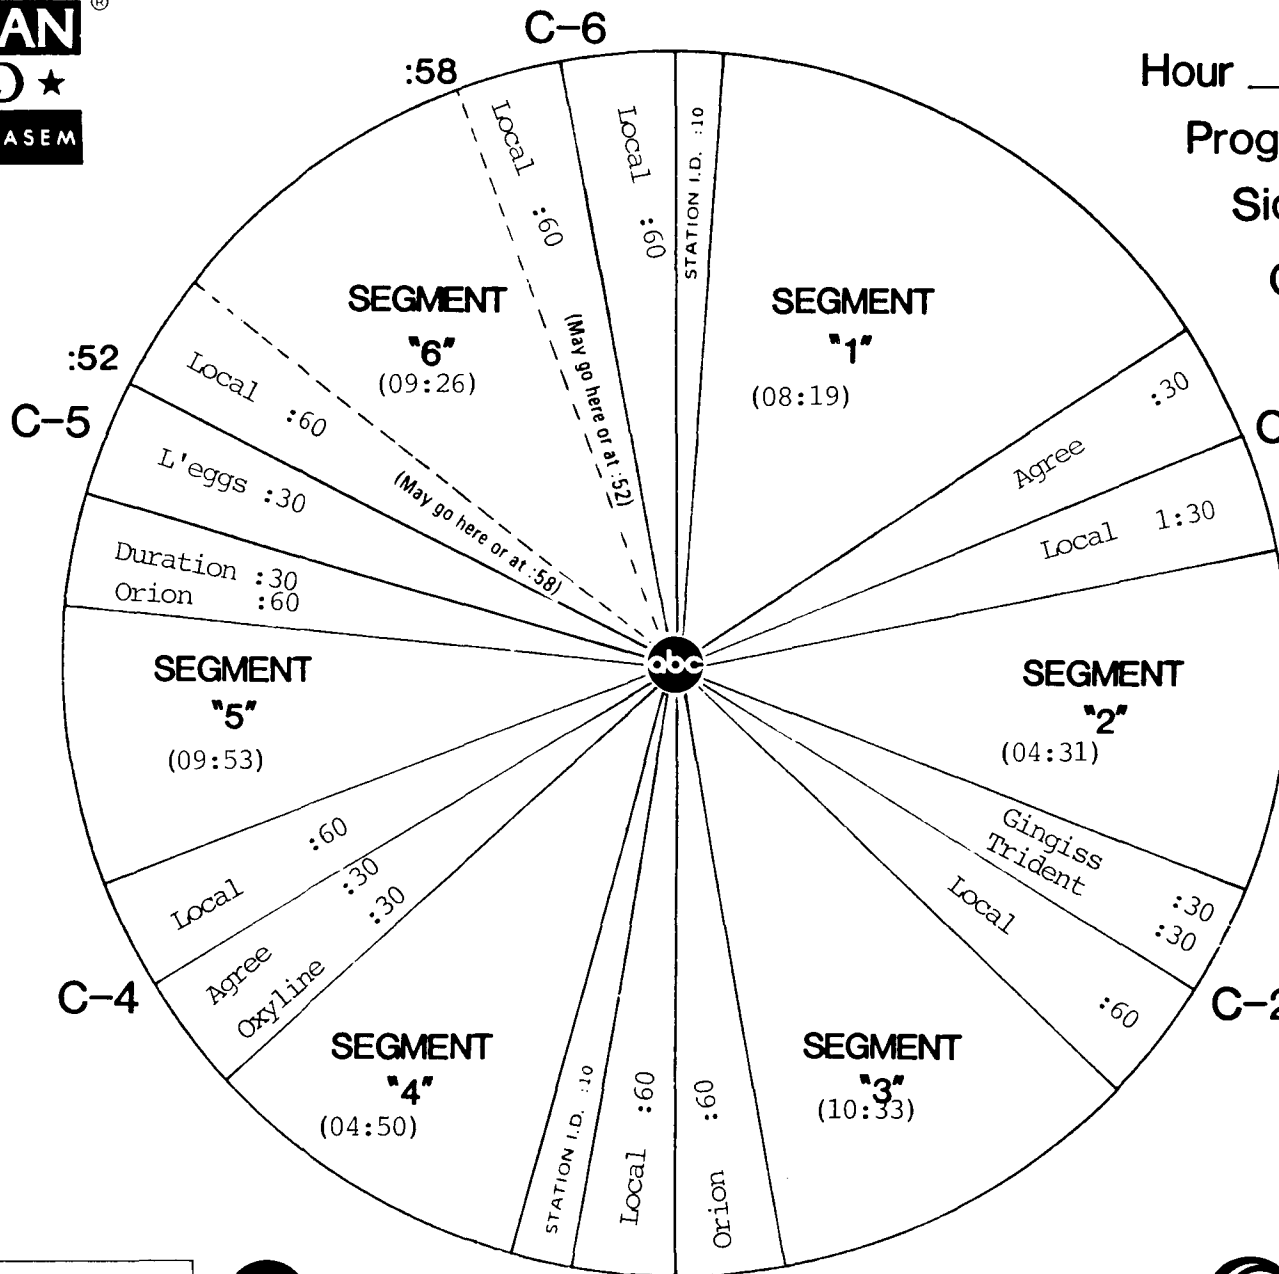 AN ®
ASEM
C-6
:58
Hour
Prog
Local :60
Local :60
STATION I.D. :10
SEGMENT
"1"
(08:19)
Agree :30
Local 1:30
SEGMENT
"2"
(04:31)
Gingiss :30
Trident :30
C-2
Local :60
SEGMENT
"3"
(10:33)
Orion :60
Local :60
STATION I.D. :10
SEGMENT
"4"
(04:50)
Agree :30
Oxyline :30
C-4
Local :60
SEGMENT
"5"
(09:53)
Duration :30
Orion :60
L'eggs :30
C-5
:52
Local :60
(May go here or at :58)
SEGMENT
"6"
(09:26)
(May go here or at :52)
abc